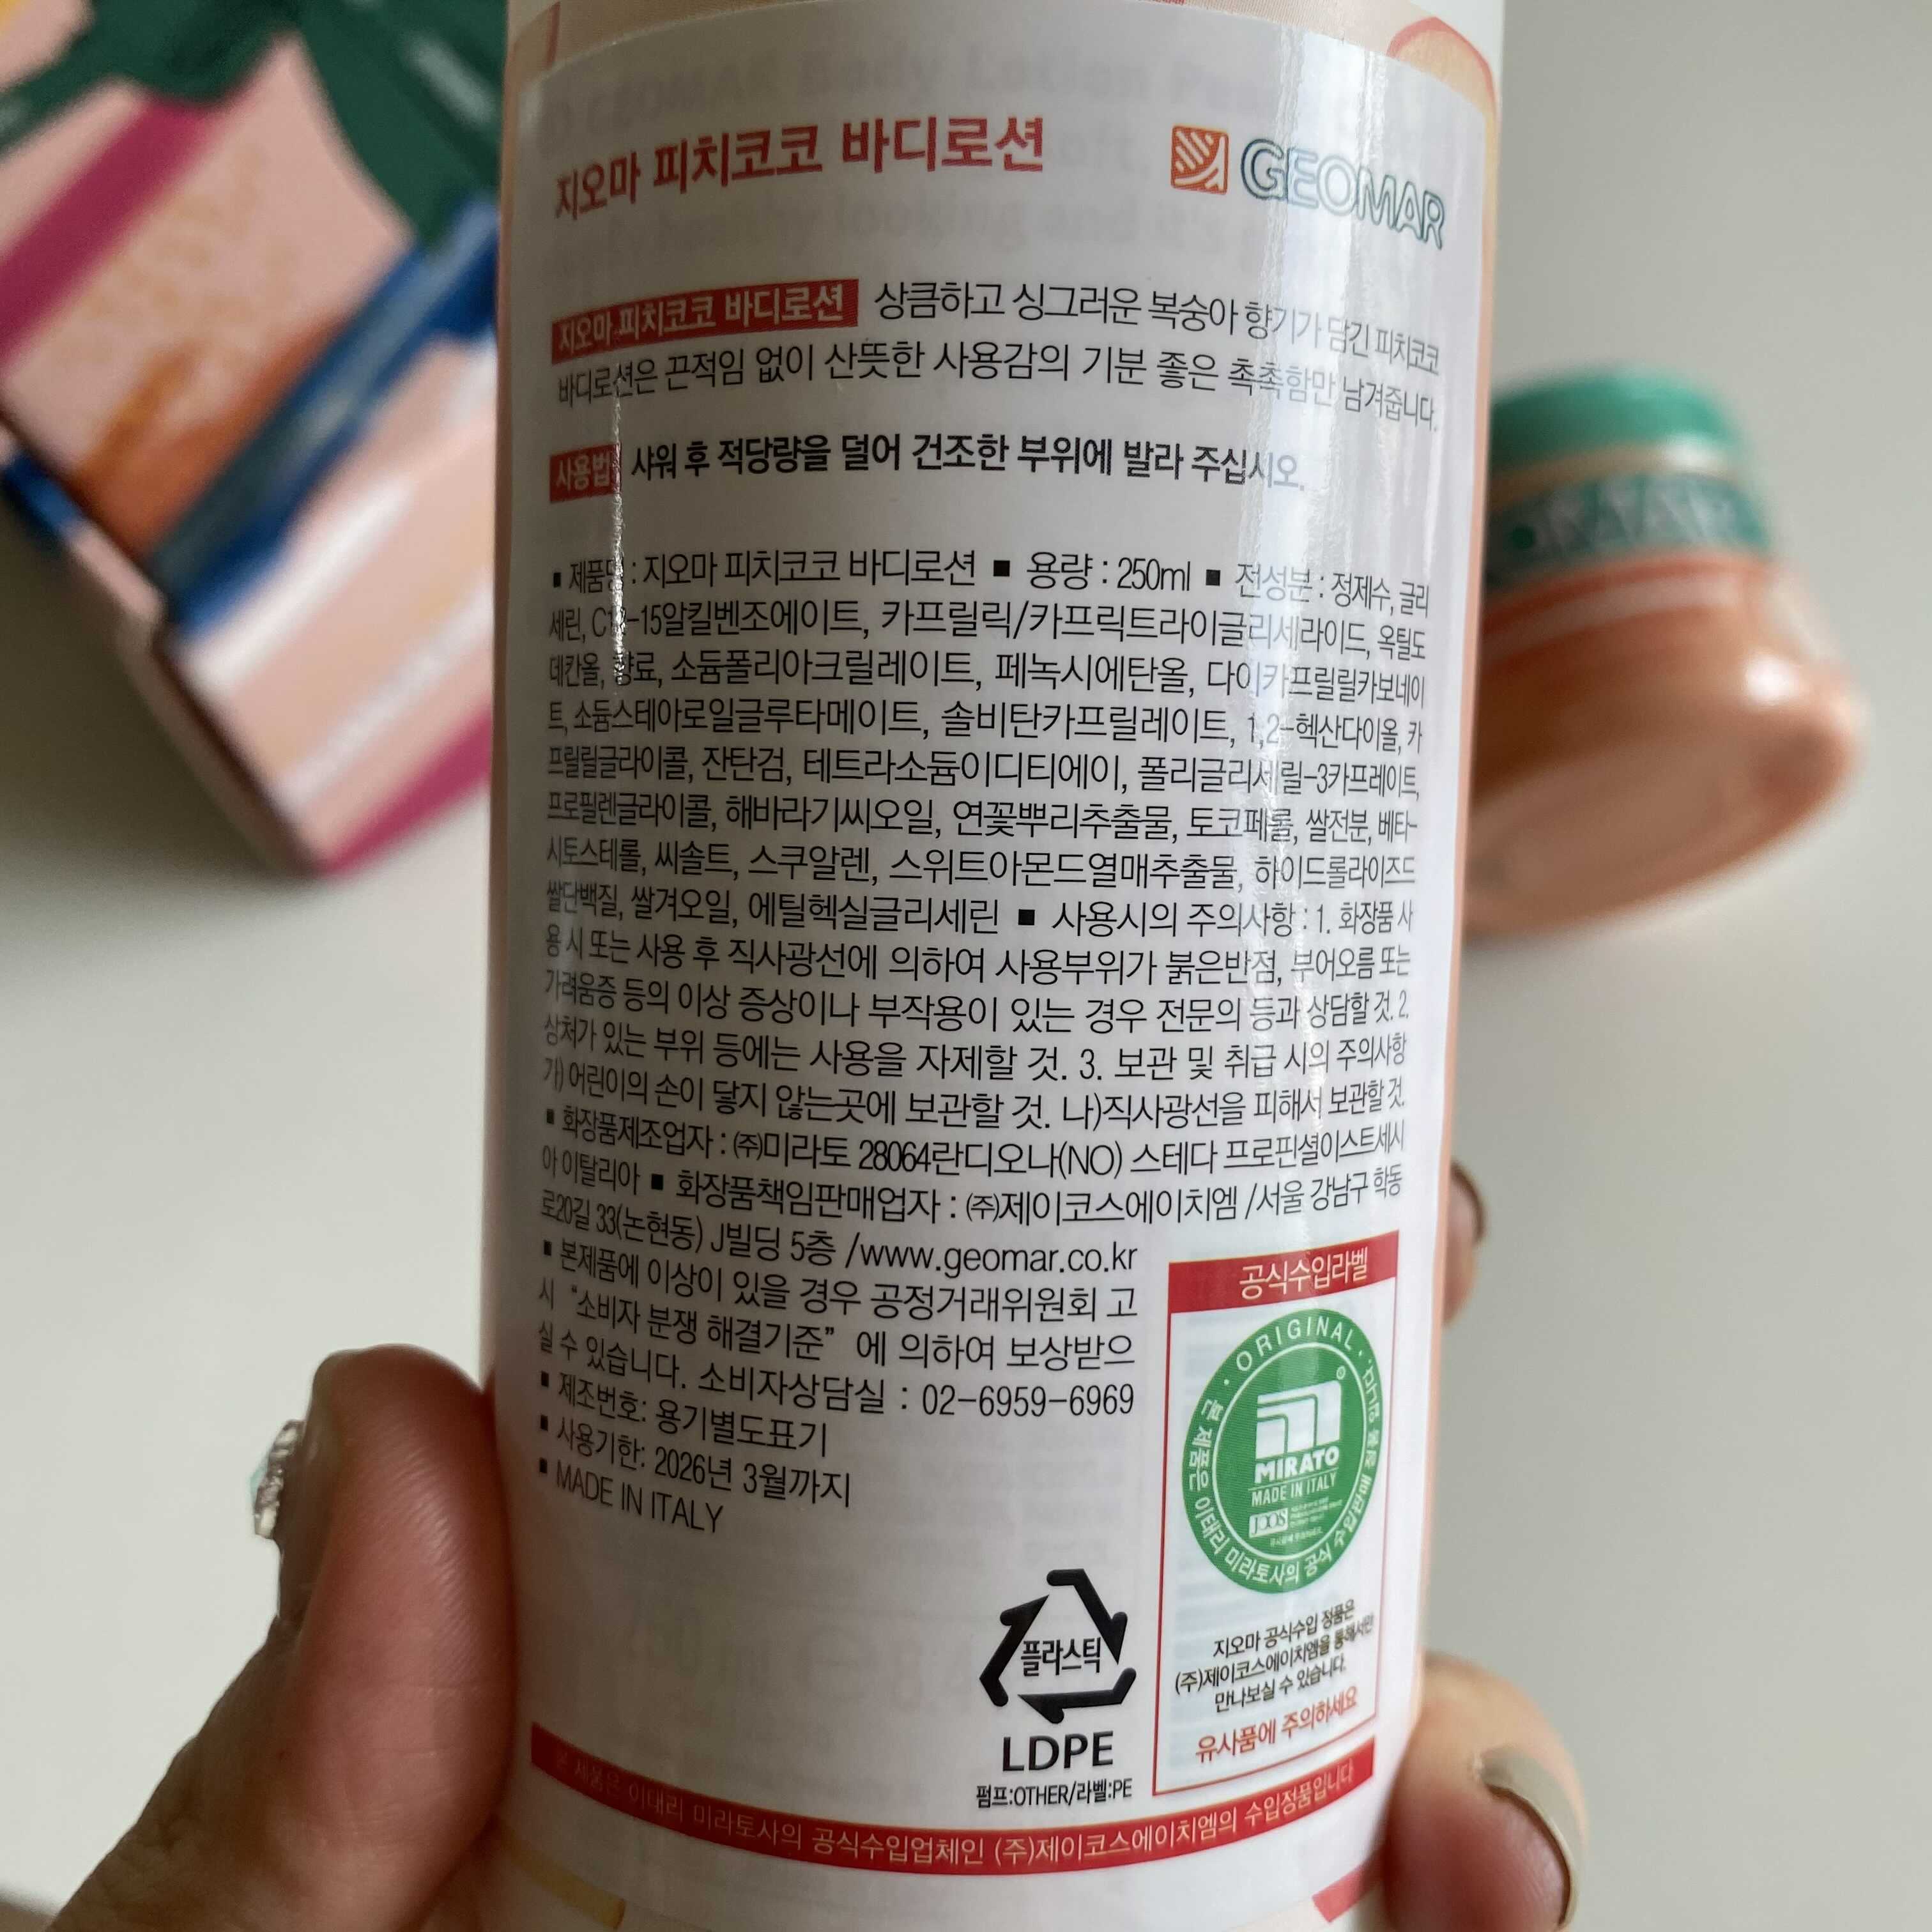 지오마 피치코코 바디로션
GEOMAR
지오마 피치코코 바디로션 상큼하고 싱그러운 복숭아 향기가 담긴 피치코코
바디로션은 끈적임 없이 산뜻한 사용감의 기분 좋은 촉촉함만 남겨줍니다.
사용법 샤워 후 적당량을 덜어 건조한 부위에 발라 주십시오.
▪ 제품명 : 지오마 피치코코 바디로션 ▪ 용량 : 250ml ▪ 전성분 : 정제수, 글리
세린, C12-15알킬벤조에이트, 카프릴릭/카프릭트라이글리세라이드, 옥틸도
데칸올, 향료, 소듐폴리아크릴레이트, 페녹시에탄올, 다이카프릴릴카보네이
트, 소듐스테아로일글루타메이트, 솔비탄카프릴레이트, 1,2-헥산다이올, 카
프릴릴글라이콜, 잔탄검, 테트라소듐이디티에이, 폴리글리세릴-3카프레이트,
프로필렌글라이콜, 해바라기씨오일, 연꽃뿌리추출물, 토코페롤, 쌀전분, 베타-
시토스테롤, 씨솔트, 스쿠알렌, 스위트아몬드열매추출물, 하이드롤라이즈드
쌀단백질, 쌀겨오일, 에틸헥실글리세린 ▪ 사용시의 주의사항 : 1. 화장품 사
용 시 또는 사용 후 직사광선에 의하여 사용부위가 붉은반점, 부어오름 또는
가려움증 등의 이상 증상이나 부작용이 있는 경우 전문의 등과 상담할 것. 2.
상처가 있는 부위 등에는 사용을 자제할 것. 3. 보관 및 취급 시의 주의사항
가) 어린이의 손이 닿지 않는곳에 보관할 것. 나)직사광선을 피해서 보관할 것.
▪ 화장품제조업자 : ㈜미라토 28064란디오나(NO) 스테다 프로핀셜이스트세시
아 이탈리아 ▪ 화장품책임판매업자 : ㈜제이코스에이치엠 /서울 강남구 학동
로20길 33(논현동) J빌딩 5층 /www.geomar.co.kr
▪ 본제품에 이상이 있을 경우 공정거래위원회 고
시 “소비자 분쟁 해결기준” 에 의하여 보상받으
실 수 있습니다. 소비자상담실 : 02-6959-6969
▪ 제조번호: 용기별도표기
▪ 사용기한: 2026년 3월까지
▪ MADE IN ITALY
플라스틱
LDPE
펌프:OTHER/라벨:PE
공식수입라벨
· ORIGINAL ·
본 제품은 이태리 미라토사의 공식 수입판매
MIRATO
MADE IN ITALY
지오마 공식수입 정품은
(주)제이코스에이치엠을 통해서만
만나보실 수 있습니다.
유사품에 주의하세요
본 제품은 이태리 미라토사의 공식수입업체인 (주)제이코스에이치엠의 수입정품입니다